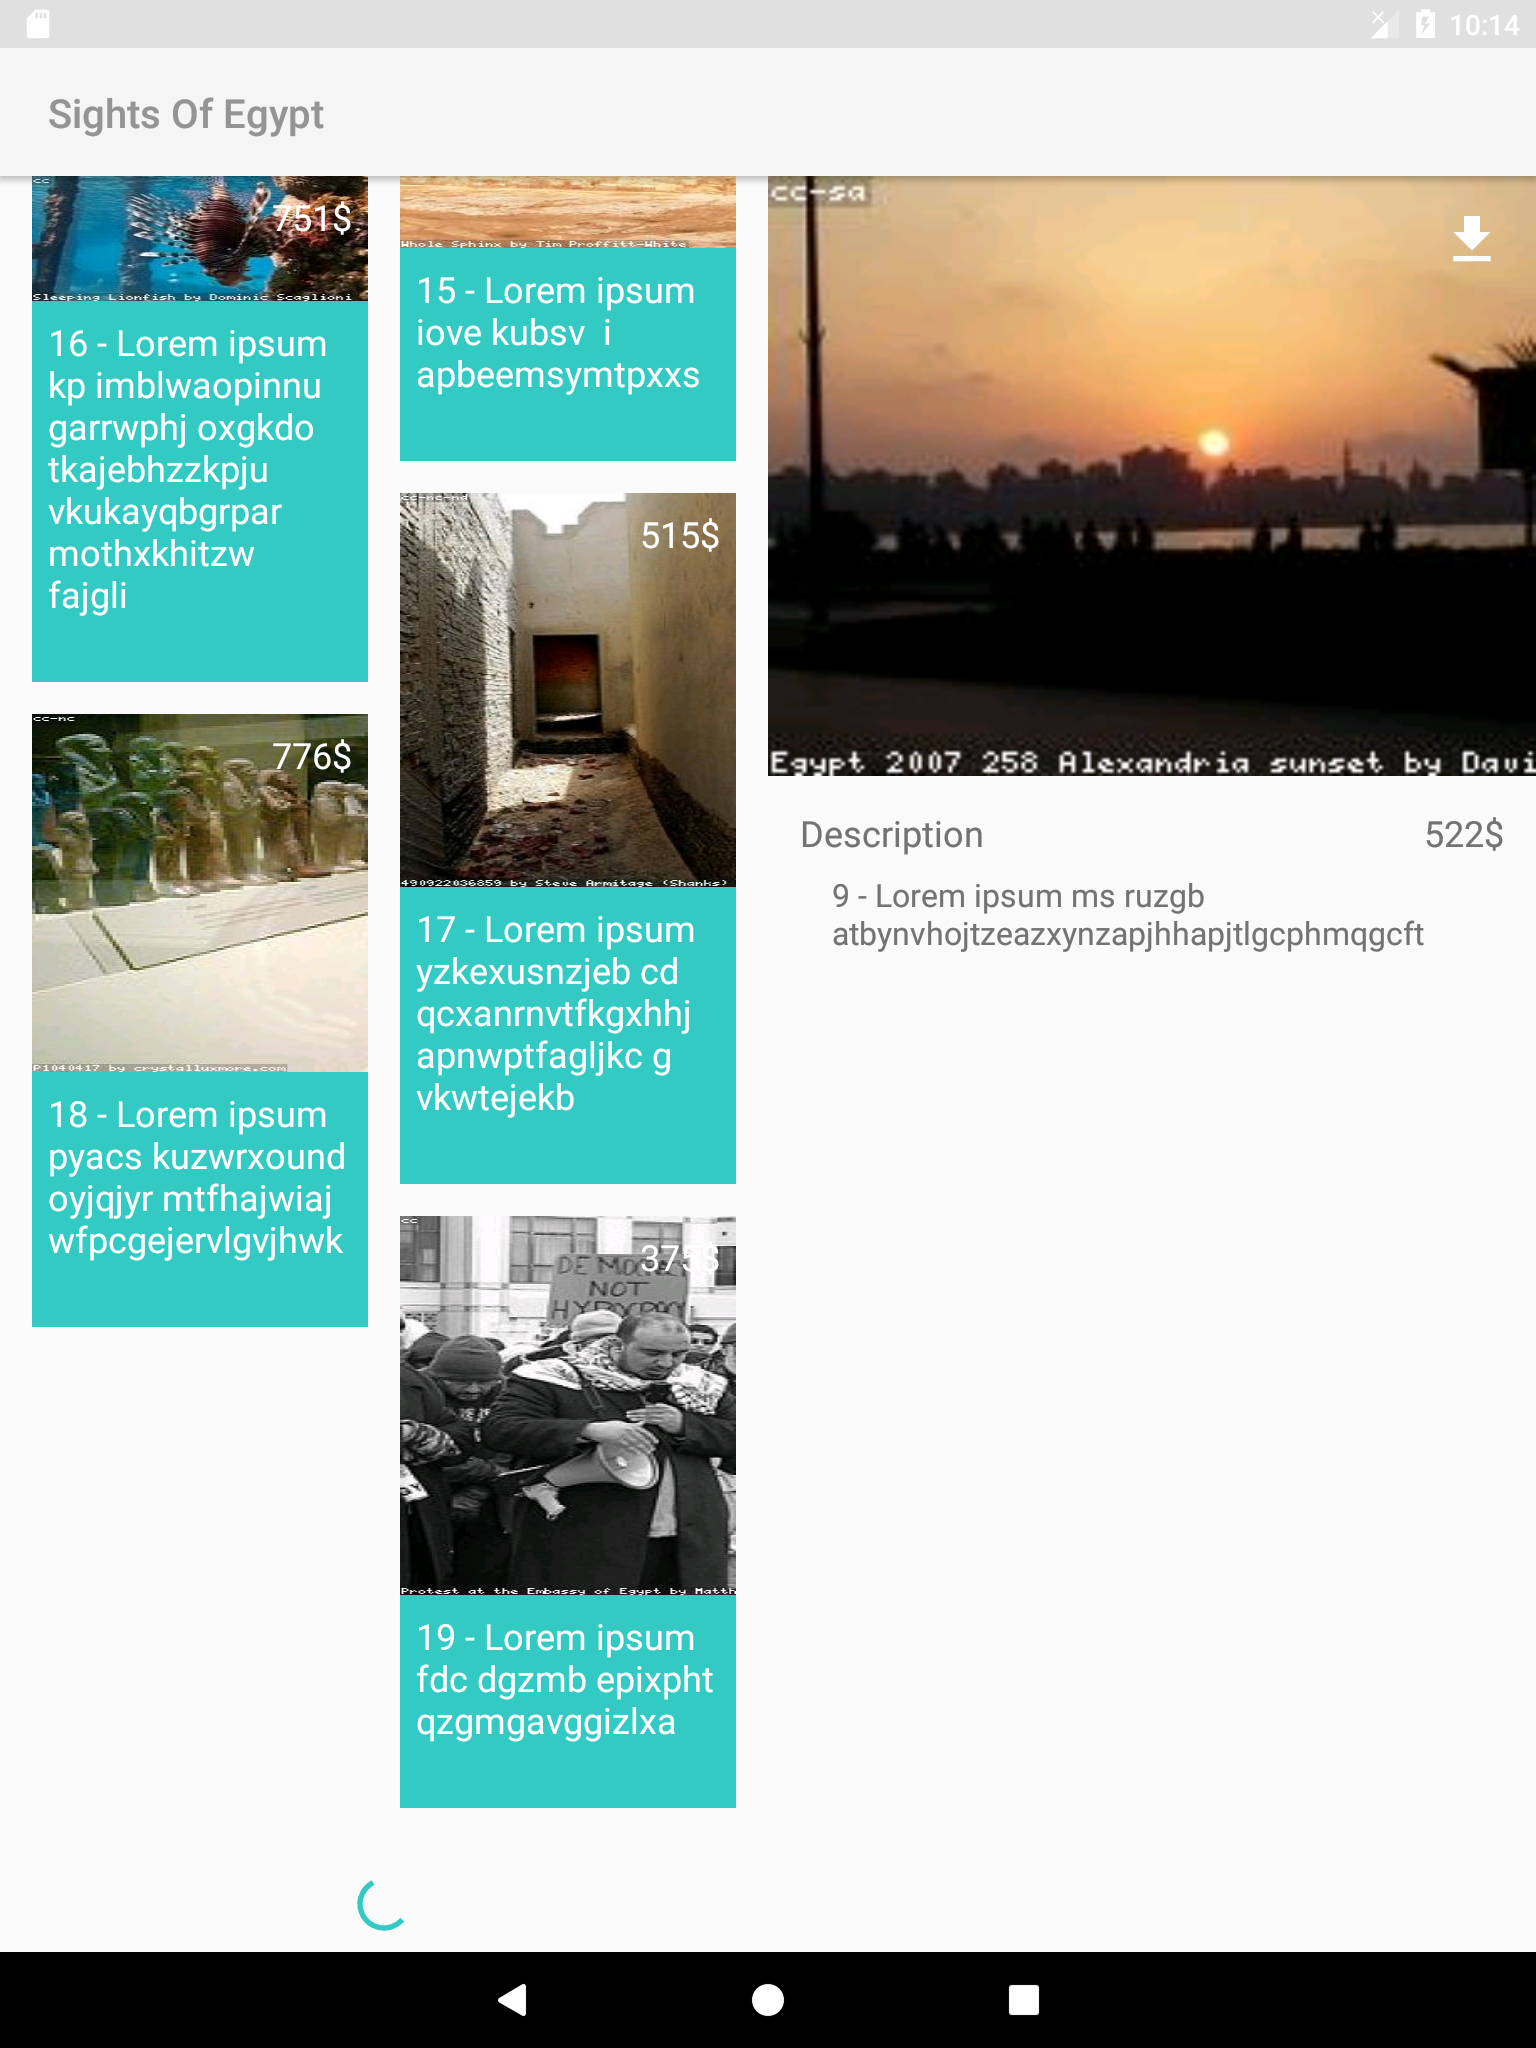 10:14
Sights Of Egypt
cc
751$
Sleeping Lionfish by Dominic Scaglioni
16 - Lorem ipsum
kp imblwaopinnu
garrwphj oxgkdo
tkajebhzzkpju
vkukayqbgrpar
mothxkhitzw
fajgli
cc-nc
776$
P1040417 by crystalluxmore.com
18 - Lorem ipsum
pyacs kuzwrxound
oyjqjyr mtfhajwiaj
wfpcgejervlgvjhwk
Whole Sphinx by Tim Proffitt-White
15 - Lorem ipsum
iove kubsv  i
apbeemsymtpxxs
cc-nc-nd
515$
490922036859 by Steve Armitage (Shanks)
17 - Lorem ipsum
yzkexusnzjeb cd
qcxanrnvtfkgxhhj
apnwptfagljkc g
vkwtejekb
cc
375$
NOT
Protest at the Embassy of Egypt by Matth
19 - Lorem ipsum
fdc dgzmb epixpht
qzgmgavggizlxa
cc-sa
Egypt 2007 258 Alexandria sunset by Davi
Description 522$
9 - Lorem ipsum ms ruzgb
atbynvhojtzeazxynzapjhhapjtlgcphmqgcft